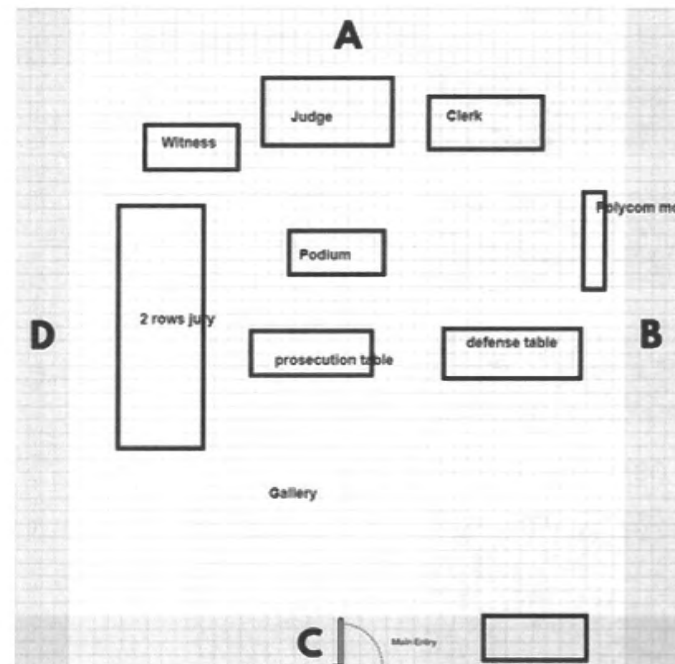 A
Judge
Clerk
Witness
Polycom mo
Podium
2 rows jury
D
B
defense table
prosecution table
Gallery
C
Main Entry